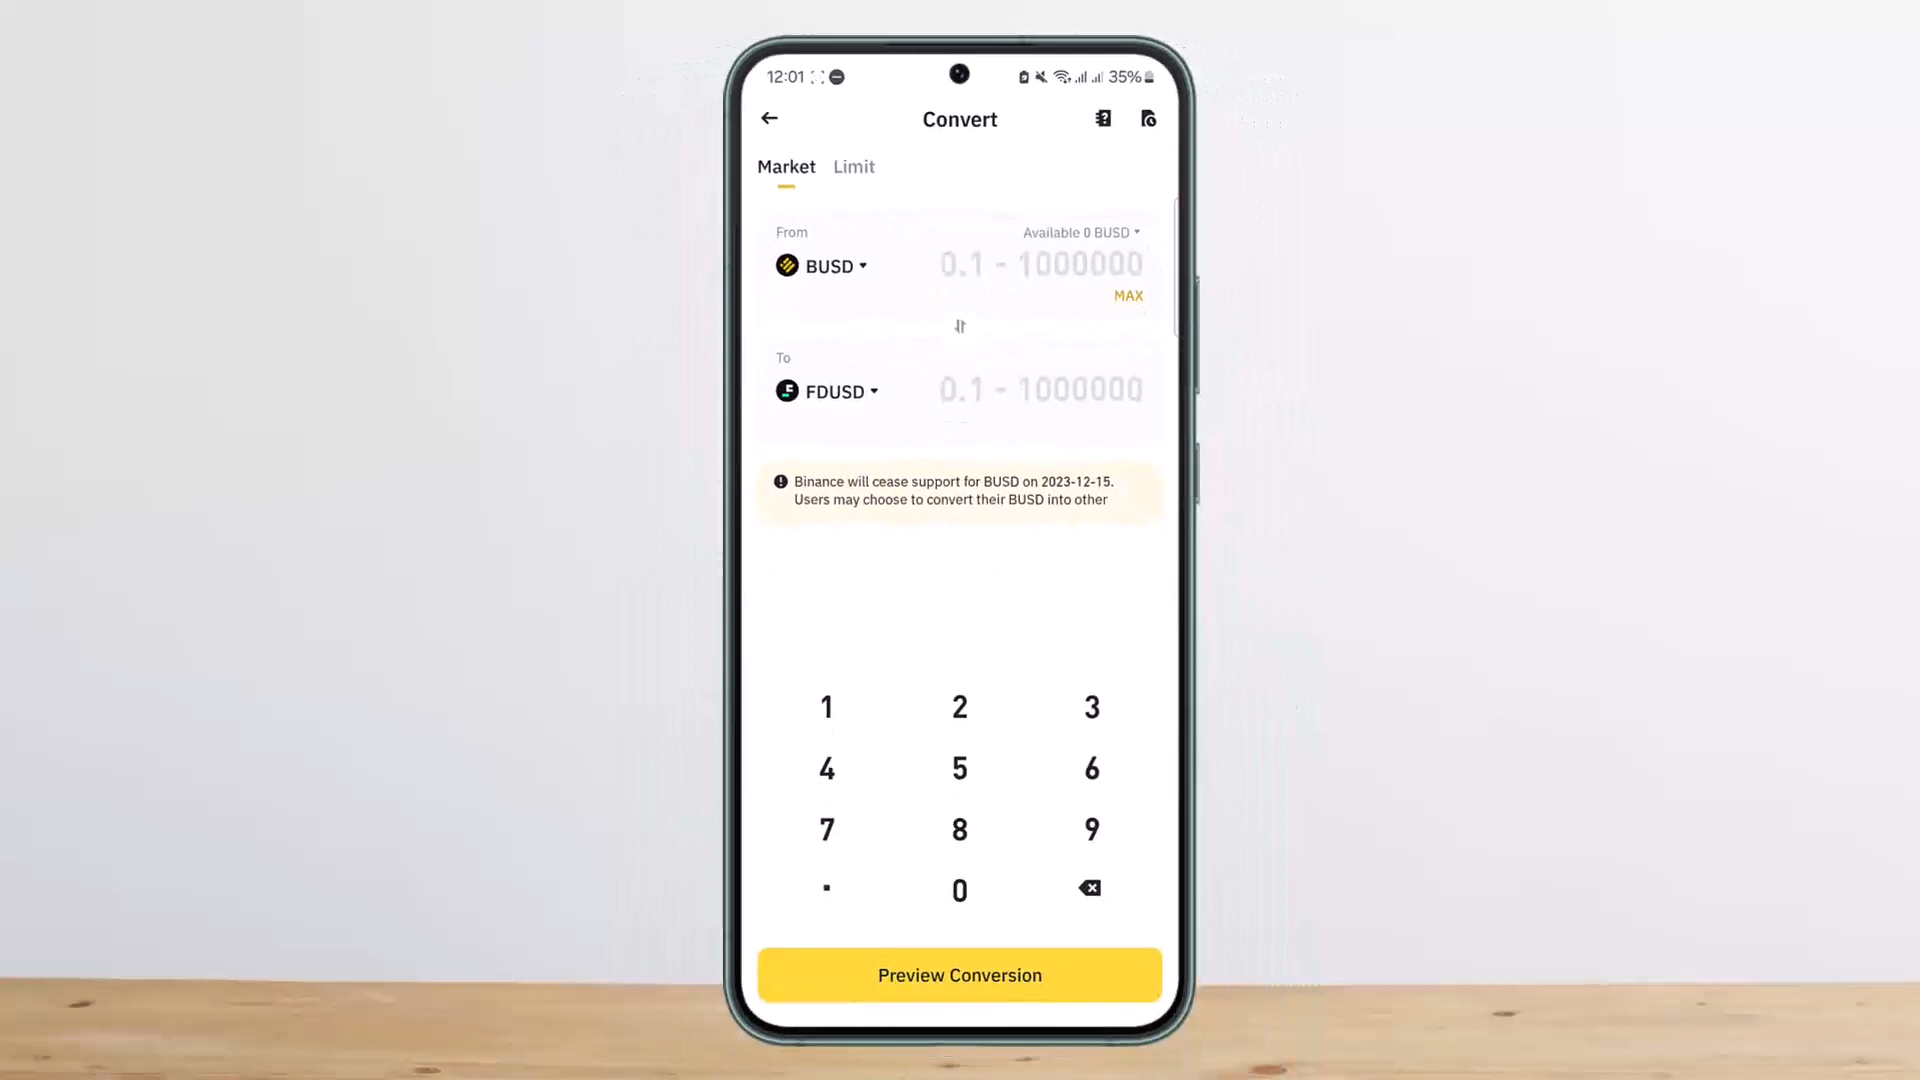 12:01
35%
Convert
Market Limit
From
Available 0 BUSD
BUSD
0.1 - 1000000
MAX
To
FDUSD
0.1 - 1000000
Binance will cease support for BUSD on 2023-12-15.
Users may choose to convert their BUSD into other
1 2 3
4 5 6
7 8 9
. 0
Preview Conversion